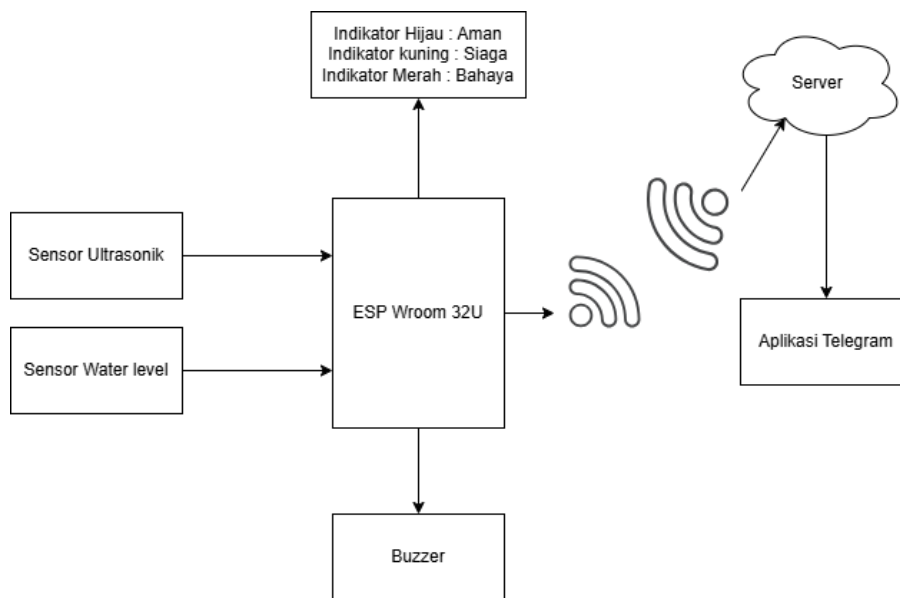 Indikator Hijau : Aman
Indikator kuning : Siaga
Indikator Merah : Bahaya
Server
Sensor Ultrasonik
ESP Wroom 32U
Aplikasi Telegram
Sensor Water level
Buzzer